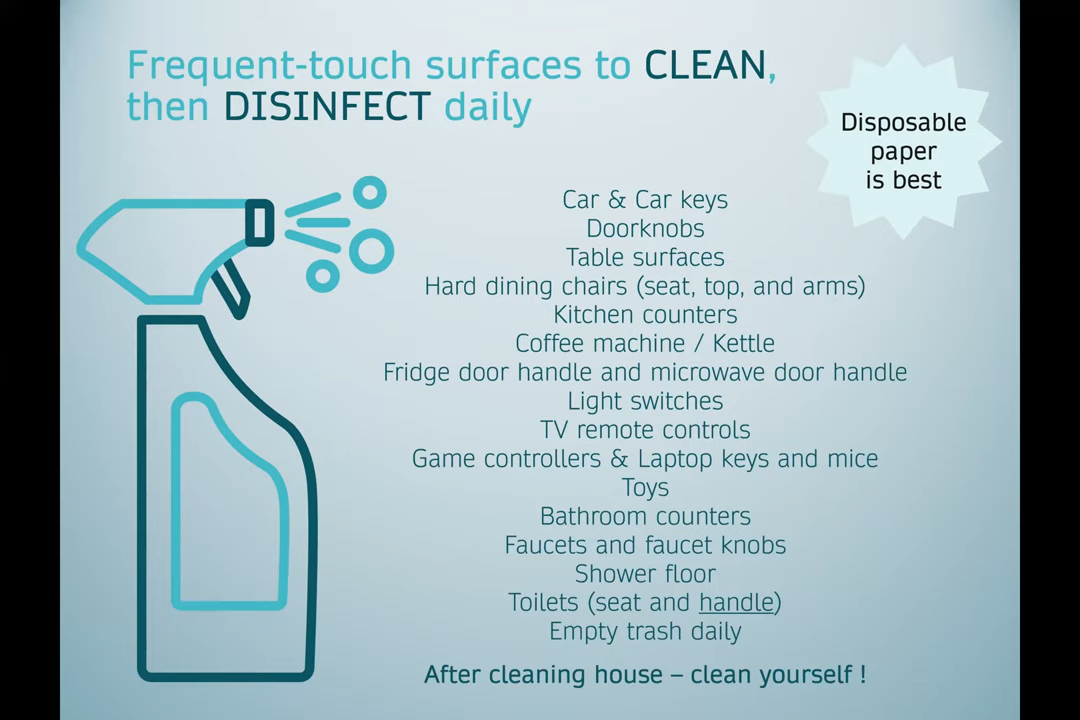 Frequent-touch surfaces to CLEAN,
then DISINFECT daily
Disposable
paper
is best
Car & Car keys
Doorknobs
Table surfaces
Hard dining chairs (seat, top, and arms)
Kitchen counters
Coffee machine / Kettle
Fridge door handle and microwave door handle
Light switches
TV remote controls
Game controllers & Laptop keys and mice
Toys
Bathroom counters
Faucets and faucet knobs
Shower floor
Toilets (seat and handle)
Empty trash daily
After cleaning house – clean yourself !